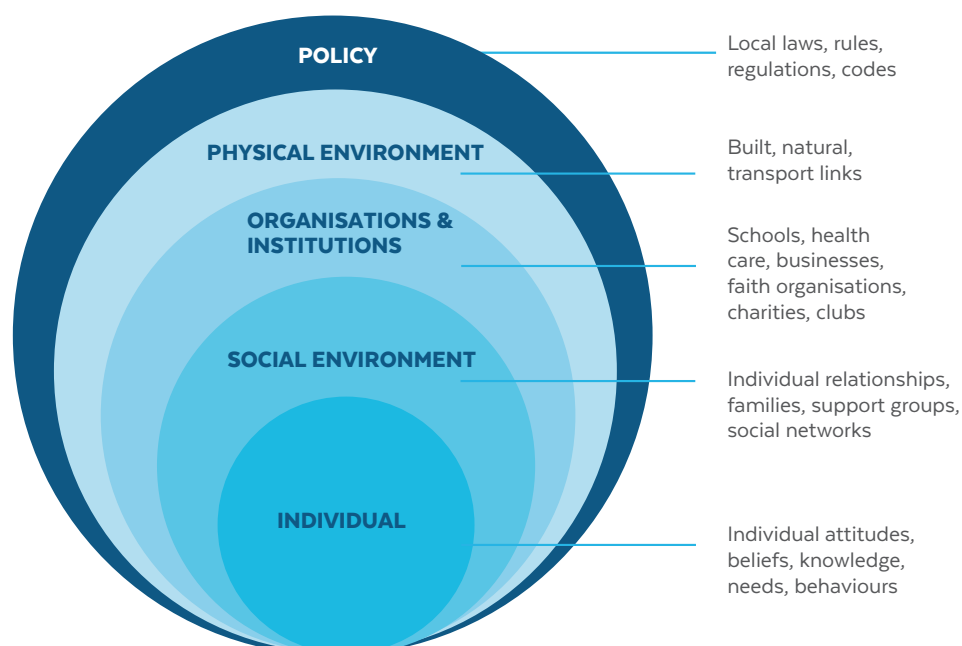 POLICY
Local laws, rules,
regulations, codes
PHYSICAL ENVIRONMENT
Built, natural,
transport links
ORGANISATIONS &
INSTITUTIONS
Schools, health
care, businesses,
faith organisations,
charities, clubs
SOCIAL ENVIRONMENT
Individual relationships,
families, support groups,
social networks
INDIVIDUAL
Individual attitudes,
beliefs, knowledge,
needs, behaviours